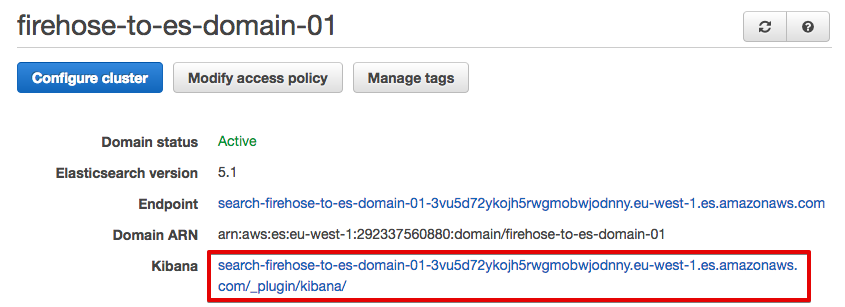 firehose-to-es-domain-01
Configure cluster Modify access policy Manage tags
Domain status Active
Elasticsearch version 5.1
Endpoint search-firehose-to-es-domain-01-3vu5d72ykojh5rwgmobwjodnny.eu-west-1.es.amazonaws.com
Domain ARN arn:aws:es:eu-west-1:292337560880:domain/firehose-to-es-domain-01
Kibana search-firehose-to-es-domain-01-3vu5d72ykojh5rwgmobwjodnny.eu-west-1.es.amazonaws.
com/_plugin/kibana/